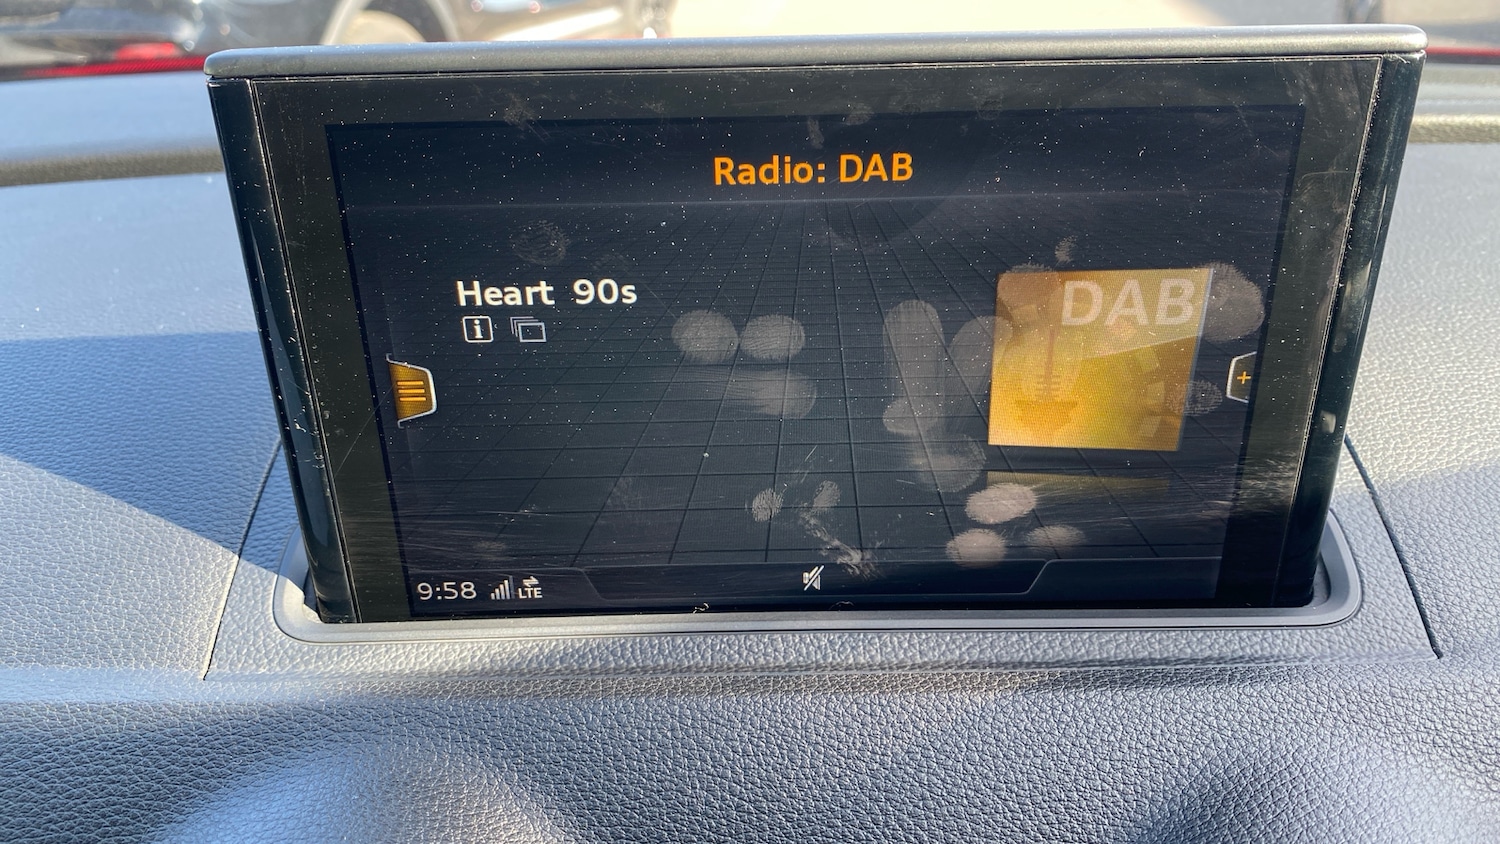 Radio: DAB
Heart 90s
DAB
9:58 LTE